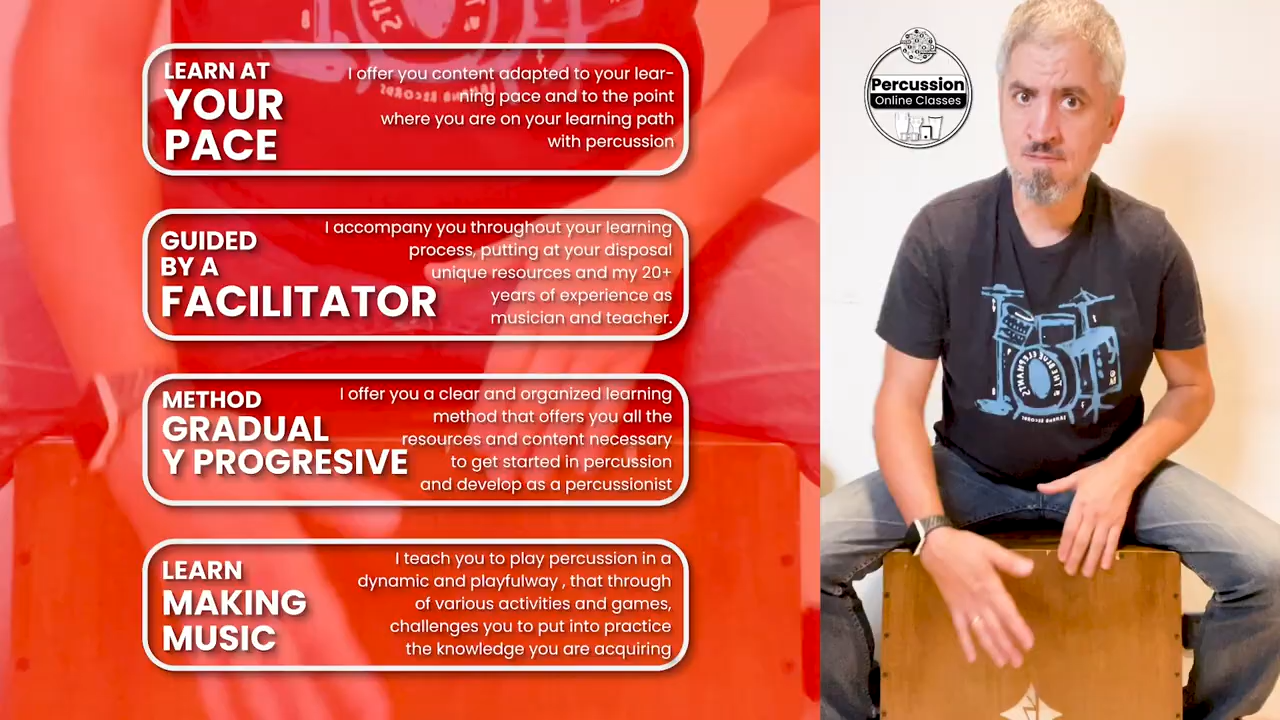 LEARN AT
YOUR
PACE
I offer you content adapted to your lear-
ning pace and to the point
where you are on your learning path
with percussion
GUIDED
BY A
FACILITATOR
I accompany you throughout your learning
process, putting at your disposal
unique resources and my 20+
years of experience as
musician and teacher.
METHOD
GRADUAL
Y PROGRESIVE
I offer you a clear and organized learning
method that offers you all the
resources and content necessary
to get started in percussion
and develop as a percussionist
LEARN
MAKING
MUSIC
I teach you to play percussion in a
dynamic and playfulway , that through
of various activities and games,
challenges you to put into practice
the knowledge you are acquiring
Percussion
Online Classes
THE BLUE ELEPHANTS